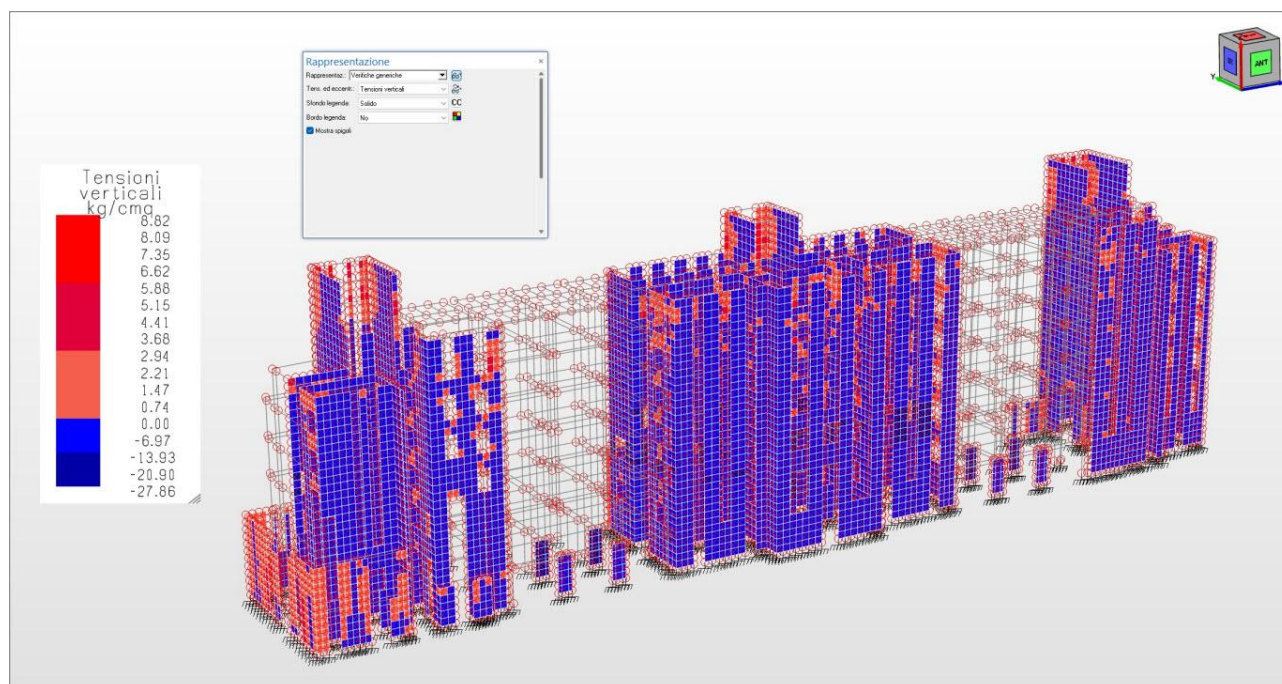 Rappresentazione
Rappresentaz.: Verifiche generiche
Tens. ed eccentr.: Tensioni verticali
Sfondo legenda: Solido
CC
Bordo legenda: No
Mostra spigoli
Tensioni
verticali
kg/cmq
8.82
8.09
7.35
6.62
5.88
5.15
4.41
3.68
2.94
2.21
1.47
0.74
0.00
-6.97
-13.93
-20.90
-27.86
ANT
Y